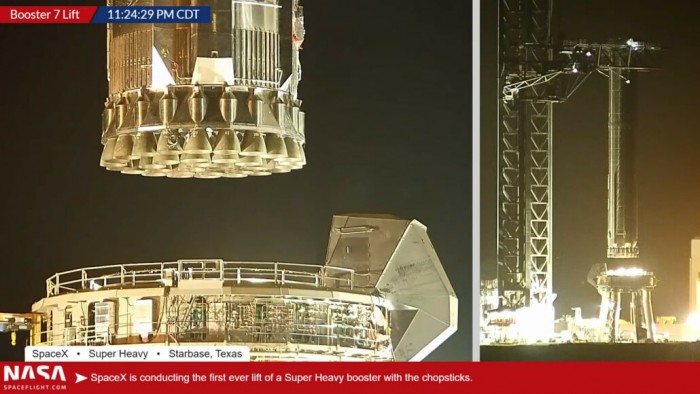 Booster 7 Lift
11:24:29 PM CDT
SpaceX • Super Heavy • Starbase, Texas
NASA
SPACEFLIGHT.COM
SpaceX is conducting the first ever lift of a Super Heavy booster with the chopsticks.